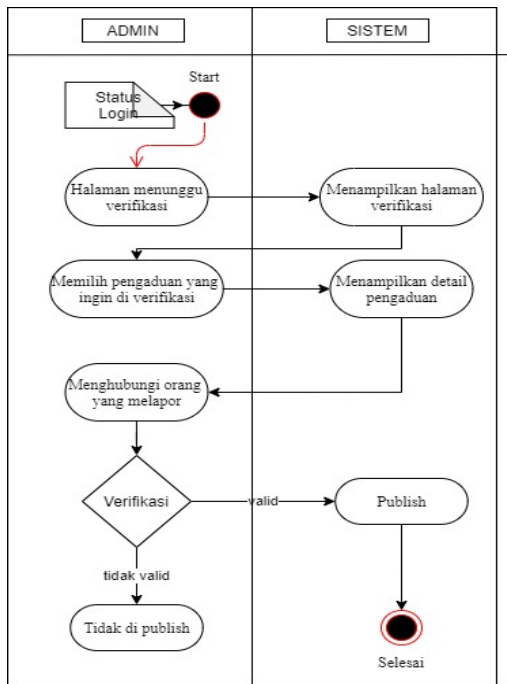 ADMIN
SISTEM
Start
Status
Login
Halaman menunggu
verifikasi
Menampilkan halaman
verifikasi
Memilih pengaduan yang
ingin di verifikasi
Menampilkan detail
pengaduan
Menghubungi orang
yang melapor
Verifikasi
valid
Publish
tidak valid
Tidak di publish
Selesai